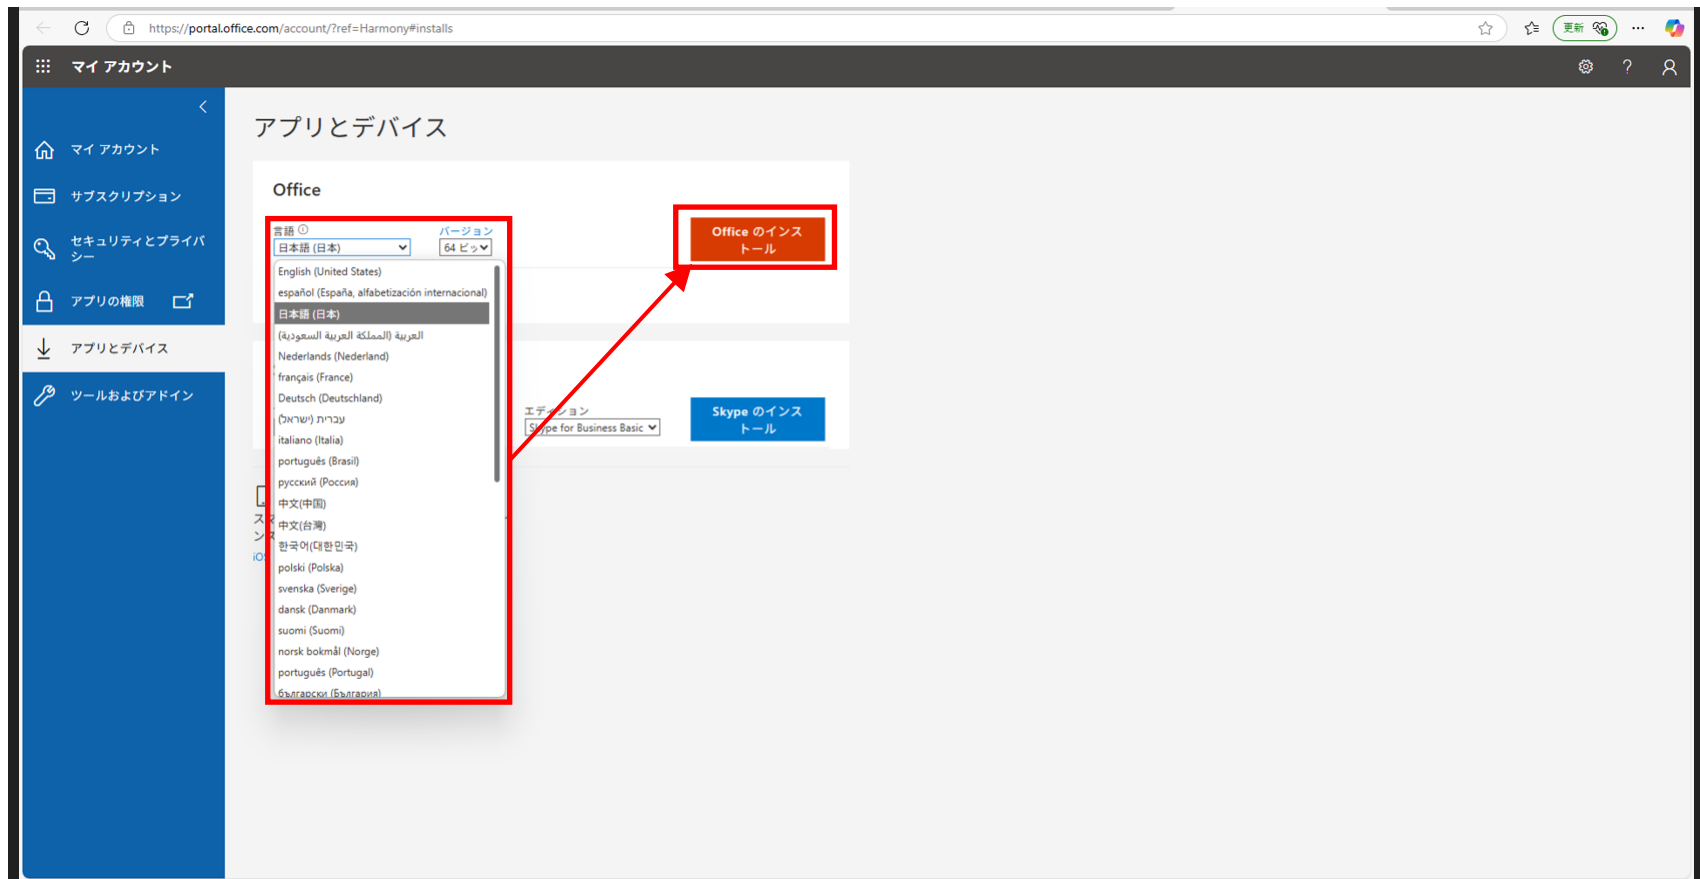 https://portal.office.com/account/?ref=Harmony#installs
更新
マイ アカウント
アプリとデバイス
マイ アカウント
サブスクリプション
セキュリティとプライバ
シー
アプリの権限
アプリとデバイス
ツールおよびアドイン
Office
言語
バージョン
日本語 (日本)
64 ビッ
Office のインス
トール
English (United States)
español (España, alfabetización internacional)
日本語 (日本)
العربية (المملكة العربية السعودية)
Nederlands (Nederland)
français (France)
Deutsch (Deutschland)
עברית (ישראל)
italiano (Italia)
português (Brasil)
русский (Россия)
中文(中国)
中文(台灣)
한국어(대한민국)
polski (Polska)
svenska (Sverige)
dansk (Danmark)
suomi (Suomi)
norsk bokmål (Norge)
português (Portugal)
български (България)
エディション
Skype for Business Basic
Skype のインス
トール
iOS